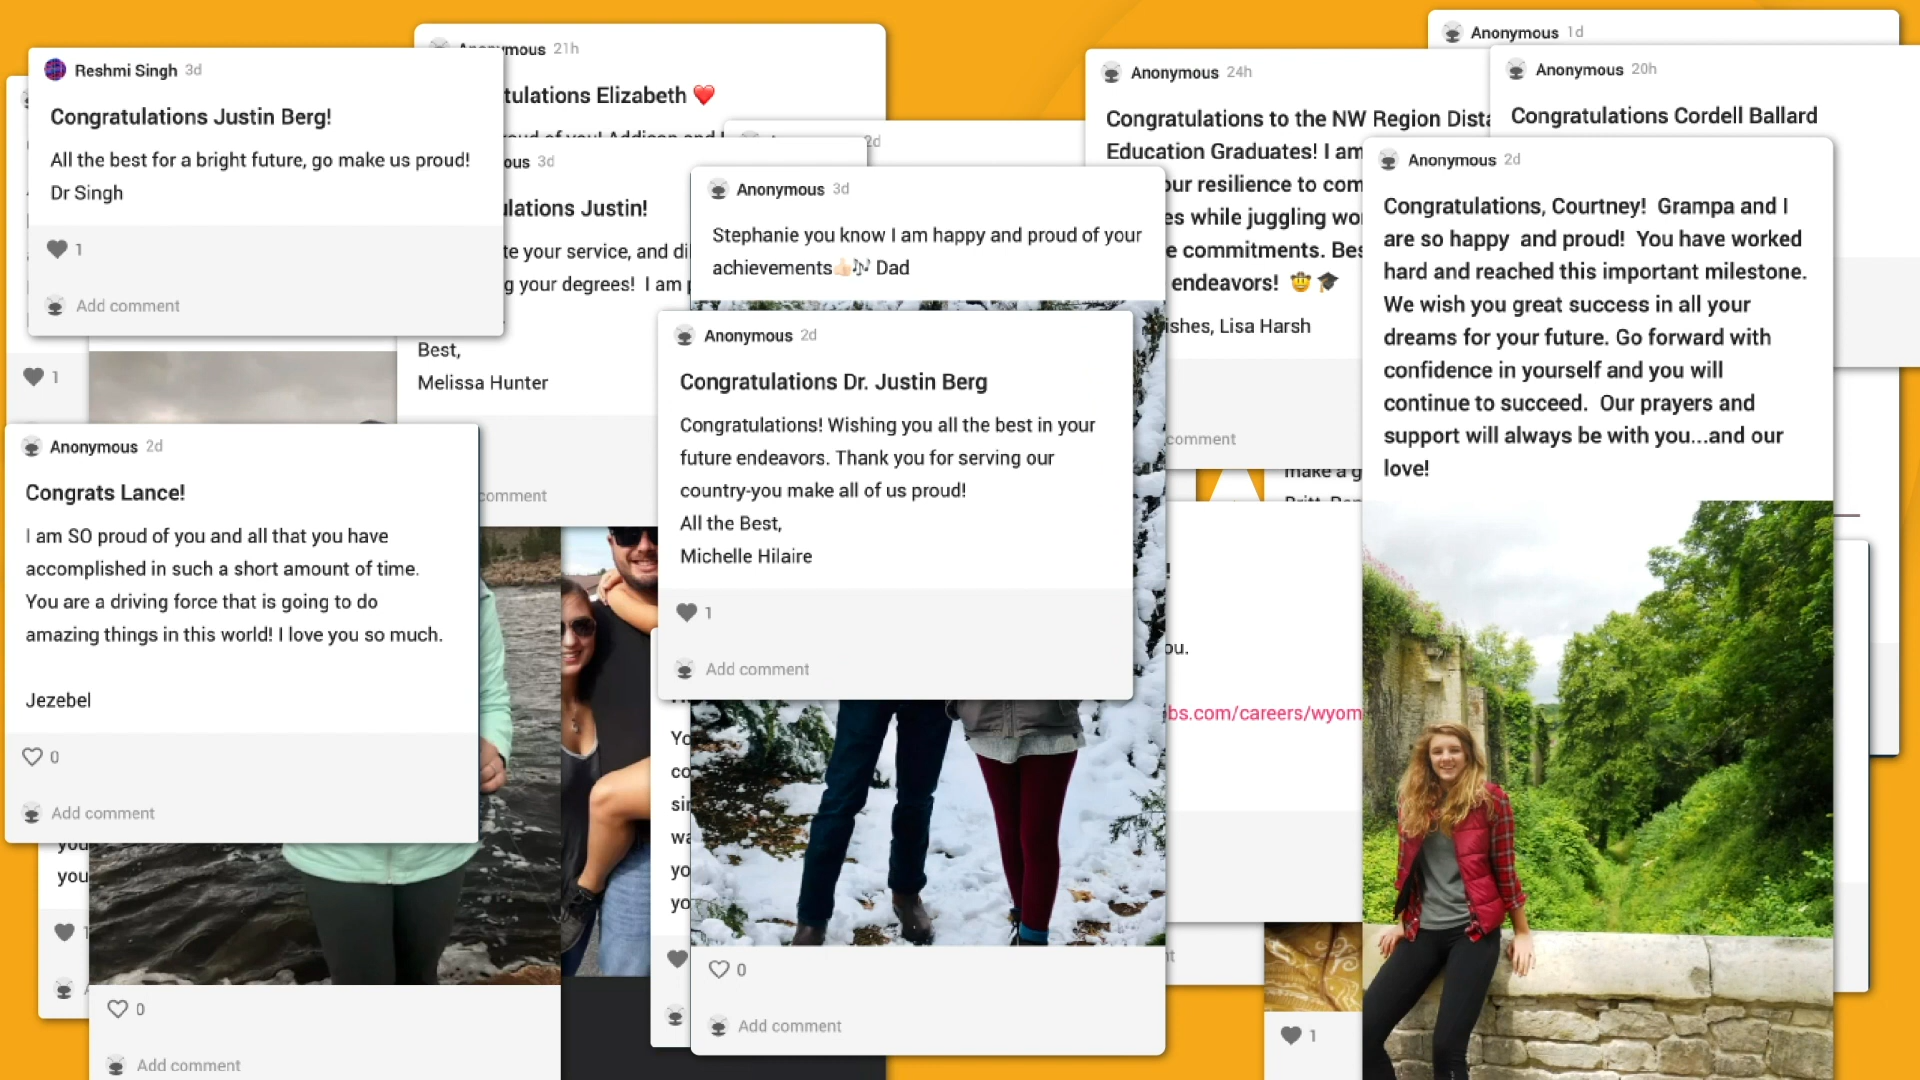 Reshmi Singh 3d
Congratulations Justin Berg!
All the best for a bright future, go make us proud!
Dr Singh
1
Add comment
21h
Elizabeth ❤️
Addison and
3d
Justin!
your service, and
your degrees! I am
Best,
Melissa Hunter
comment
1
Anonymous 2d
Congrats Lance!
I am SO proud of you and all that you have
accomplished in such a short amount of time.
You are a driving force that is going to do
amazing things in this world! I love you so much.
Jezebel
0
Add comment
you
0
Add comment
2d
Anonymous 3d
Stephanie you know I am happy and proud of your
achievements👍🏻🎶 Dad
Anonymous 2d
Congratulations Dr. Justin Berg
Congratulations! Wishing you all the best in your
future endeavors. Thank you for serving our
country-you make all of us proud!
All the Best,
Michelle Hilaire
1
Add comment
0
Add comment
Anonymous 24h
Congratulations to the NW Region
Education Graduates! I am
our resilience to
while juggling
commitments.
endeavors! 🤠🎓
Lisa Harsh
comment
make a
Anonymous 1d
Anonymous 20h
Congratulations Cordell Ballard
Anonymous 2d
Congratulations, Courtney! Grampa and I
are so happy and proud! You have worked
hard and reached this important milestone.
We wish you great success in all your
dreams for your future. Go forward with
confidence in yourself and you will
continue to succeed. Our prayers and
support will always be with you...and our
love!
bs.com/careers/wyom
1